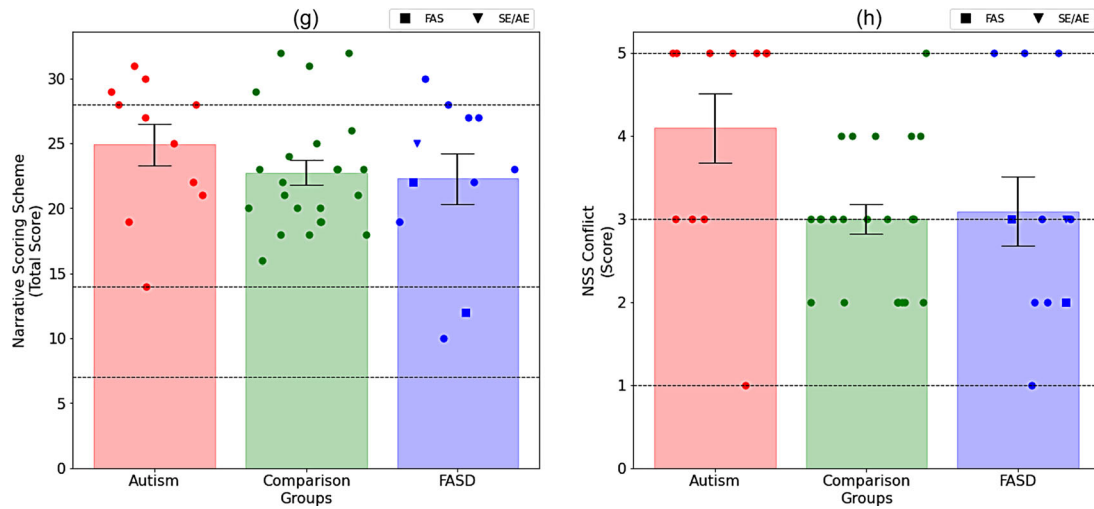 (g)
FAS SE/AE
Narrative Scoring Scheme
(Total Score)
30
25
20
15
10
5
0
Autism Comparison
Groups FASD
(h)
FAS SE/AE
NSS Conflict
(Score)
5
4
3
2
1
0
Autism Comparison
Groups FASD